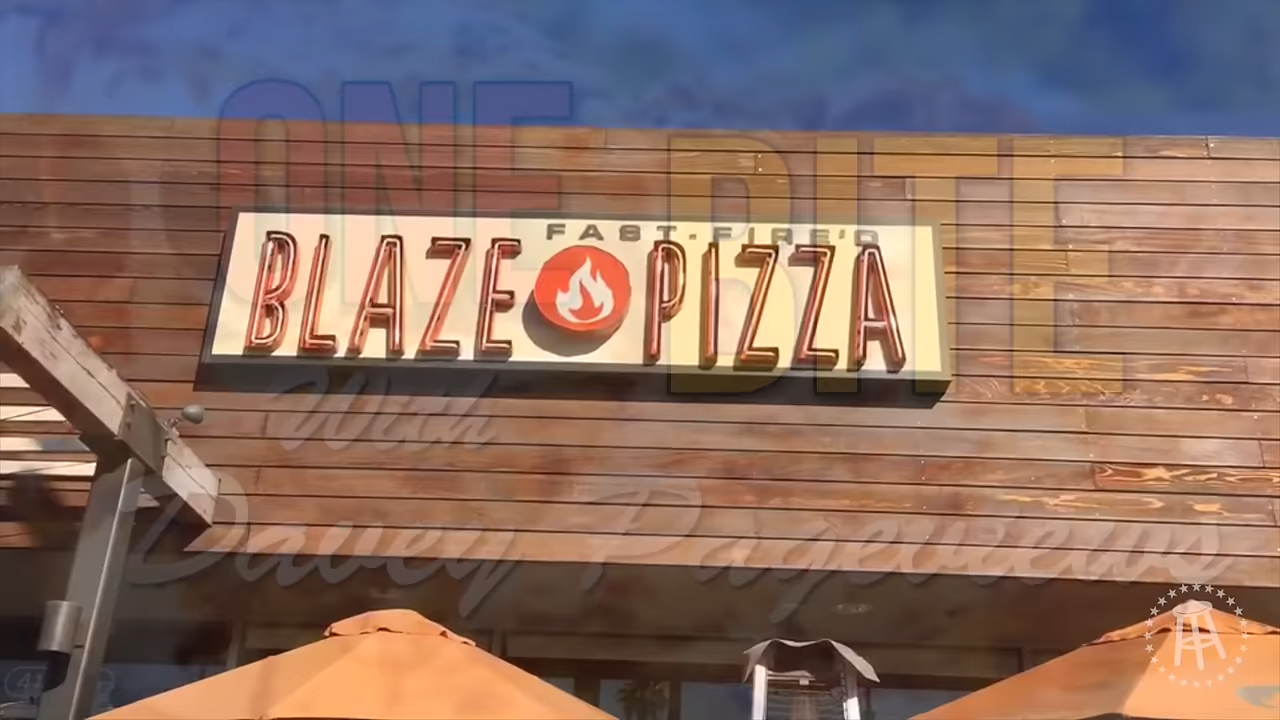 ONE BITE
FAST-FIRE'D
BLAZE PIZZA
With
Davey Pageviews